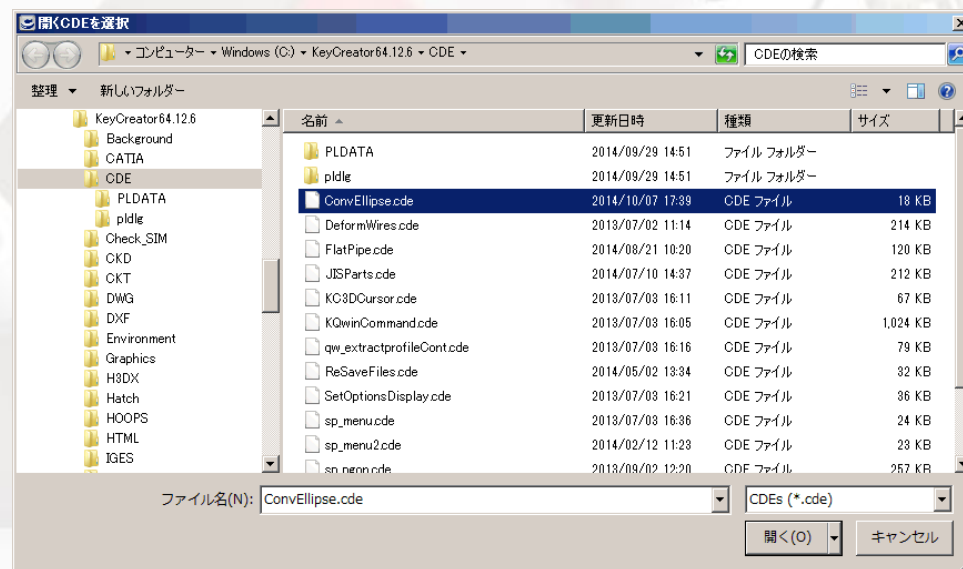 開くCDEを選択
コンピューター ▾ Windows (C:) ▾ KeyCreator64.12.6 ▾ CDE ▾
CDEの検索
整理 ▼ 新しいフォルダー
KeyCreator64.12.6
Background
CATIA
CDE
PLDATA
pldlg
Check_SIM
CKD
CKT
DWG
DXF
Environment
Graphics
H3DX
Hatch
HOOPS
HTML
IGES
名前 更新日時 種類 サイズ
PLDATA 2014/09/29 14:51 ファイル フォルダー
pldlg 2014/09/29 14:51 ファイル フォルダー
ConvEllipse.cde 2014/10/07 17:39 CDE ファイル 18 KB
DeformWires.cde 2013/07/02 11:14 CDE ファイル 214 KB
FlatPipe.cde 2014/08/21 10:20 CDE ファイル 120 KB
JISParts.cde 2014/07/10 14:37 CDE ファイル 212 KB
KC3DCursor.cde 2013/07/03 16:11 CDE ファイル 67 KB
KQwinCommand.cde 2013/07/03 16:05 CDE ファイル 1,024 KB
qw_extractprofileCont.cde 2013/07/03 16:16 CDE ファイル 79 KB
ReSaveFiles.cde 2014/05/02 13:34 CDE ファイル 32 KB
SetOptionsDisplay.cde 2013/07/03 16:21 CDE ファイル 36 KB
sp_menu.cde 2013/07/03 16:36 CDE ファイル 24 KB
sp_menu2.cde 2014/02/12 11:23 CDE ファイル 23 KB
sp_ngon.cde 2013/09/02 12:20 CDE ファイル 257 KB
ファイル名(N): ConvEllipse.cde CDEs (*.cde)
開く(O) キャンセル